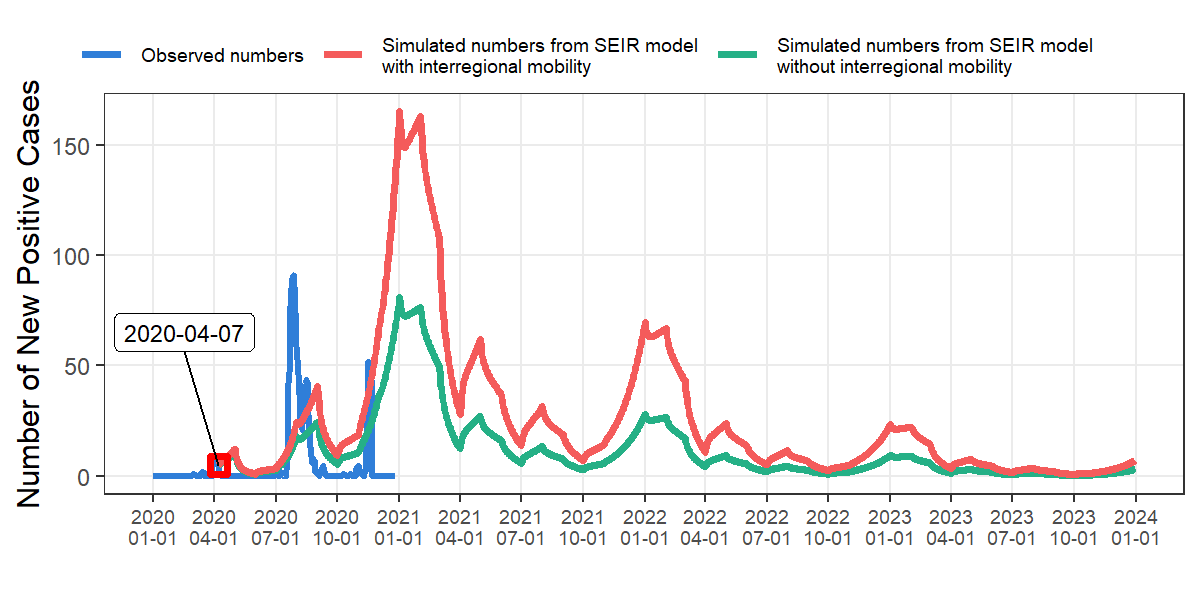 Observed numbers
Simulated numbers from SEIR model
with interregional mobility
Simulated numbers from SEIR model
without interregional mobility
Number of New Positive Cases
150
100
50
0
2020-04-07
2020 2020 2020 2020 2021 2021 2021 2021 2022 2022 2022 2022 2023 2023 2023 2023 2024
01-01 04-01 07-01 10-01 01-01 04-01 07-01 10-01 01-01 04-01 07-01 10-01 01-01 04-01 07-01 10-01 01-01